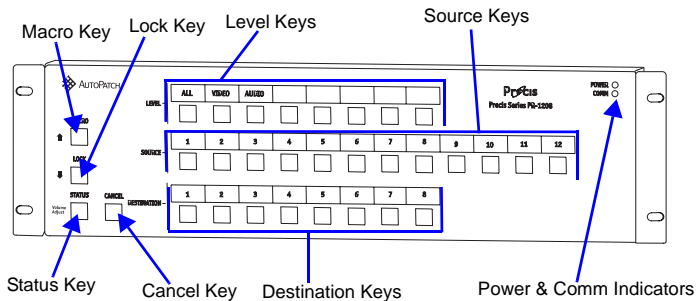 Macro Key
Lock Key
Level Keys
Source Keys
AUTOPATCH
LEVEL
ALL VIDEO AUDIO
Precis
Precis Series PR-1208
POWER
COMM
LOCK
SOURCE
1 2 3 4 5 6 7 8 9 10 11 12
STATUS
CANCEL
Volume
Adjust
DESTINATION
1 2 3 4 5 6 7 8
Status Key
Cancel Key
Destination Keys
Power & Comm Indicators